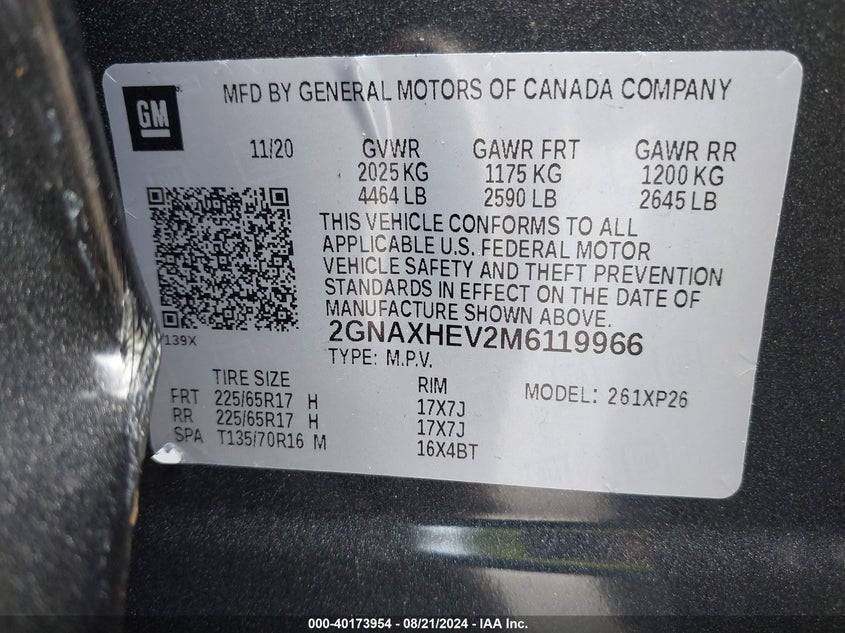 GM
MFD BY GENERAL MOTORS OF CANADA COMPANY
11/20 GVWR GAWR FRT GAWR RR
2025 KG 1175 KG 1200 KG
4464 LB 2590 LB 2645 LB
THIS VEHICLE CONFORMS TO ALL
APPLICABLE U.S. FEDERAL MOTOR
VEHICLE SAFETY AND THEFT PREVENTION
STANDARDS IN EFFECT ON THE DATE OF
MANUFACTURE SHOWN ABOVE.
139X
2GNAXHEV2M6119966
TYPE: M.P.V.
TIRE SIZE RIM MODEL: 261XP26
FRT 225/65R17 H 17X7J
RR 225/65R17 H 17X7J
SPA T135/70R16 M 16X4BT
000-40173954 - 08/21/2024 - IAA Inc.